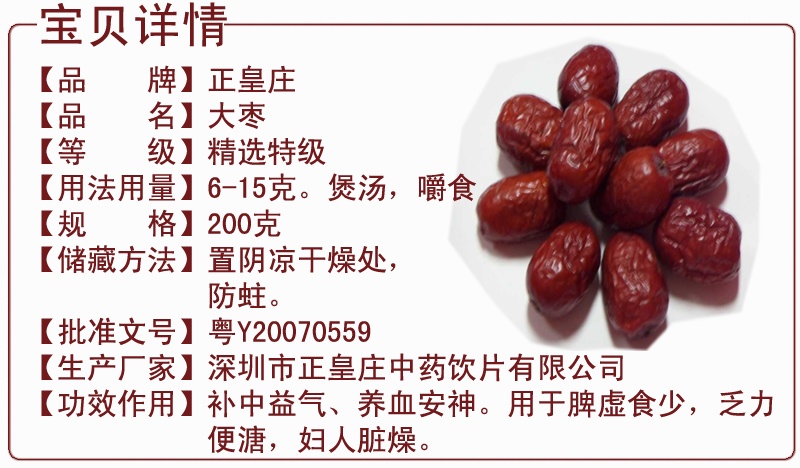 宝贝详情
【品　　牌】正皇庄
【品　　名】大枣
【等　　级】精选特级
【用法用量】6-15克。煲汤，嚼食
【规　　格】200克
【储藏方法】置阴凉干燥处，
防蛀。
【批准文号】粤Y20070559
【生产厂家】深圳市正皇庄中药饮片有限公司
【功效作用】补中益气、养血安神。用于脾虚食少，乏力
便溏，妇人脏燥。